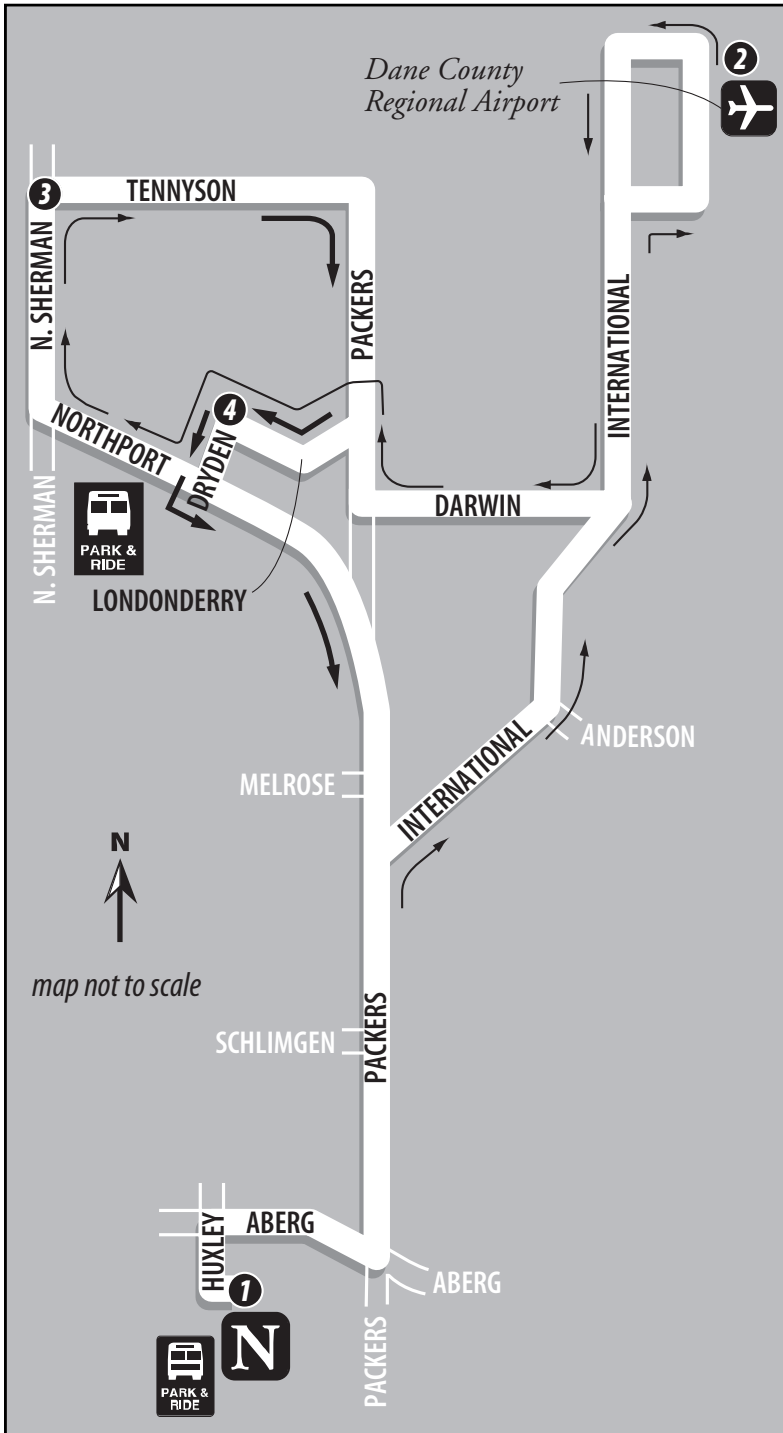 2
Dane County
Regional Airport
3
TENNYSON
N. SHERMAN
PACKERS
INTERNATIONAL
4
NORTHPORT
DRYDEN
DARWIN
PARK &
RIDE
N. SHERMAN
LONDONDERRY
ANDERSON
INTERNATIONAL
MELROSE
N
map not to scale
SCHLIMGEN
PACKERS
ABERG
HUXLEY
1
ABERG
N
PACKERS
PARK &
RIDE